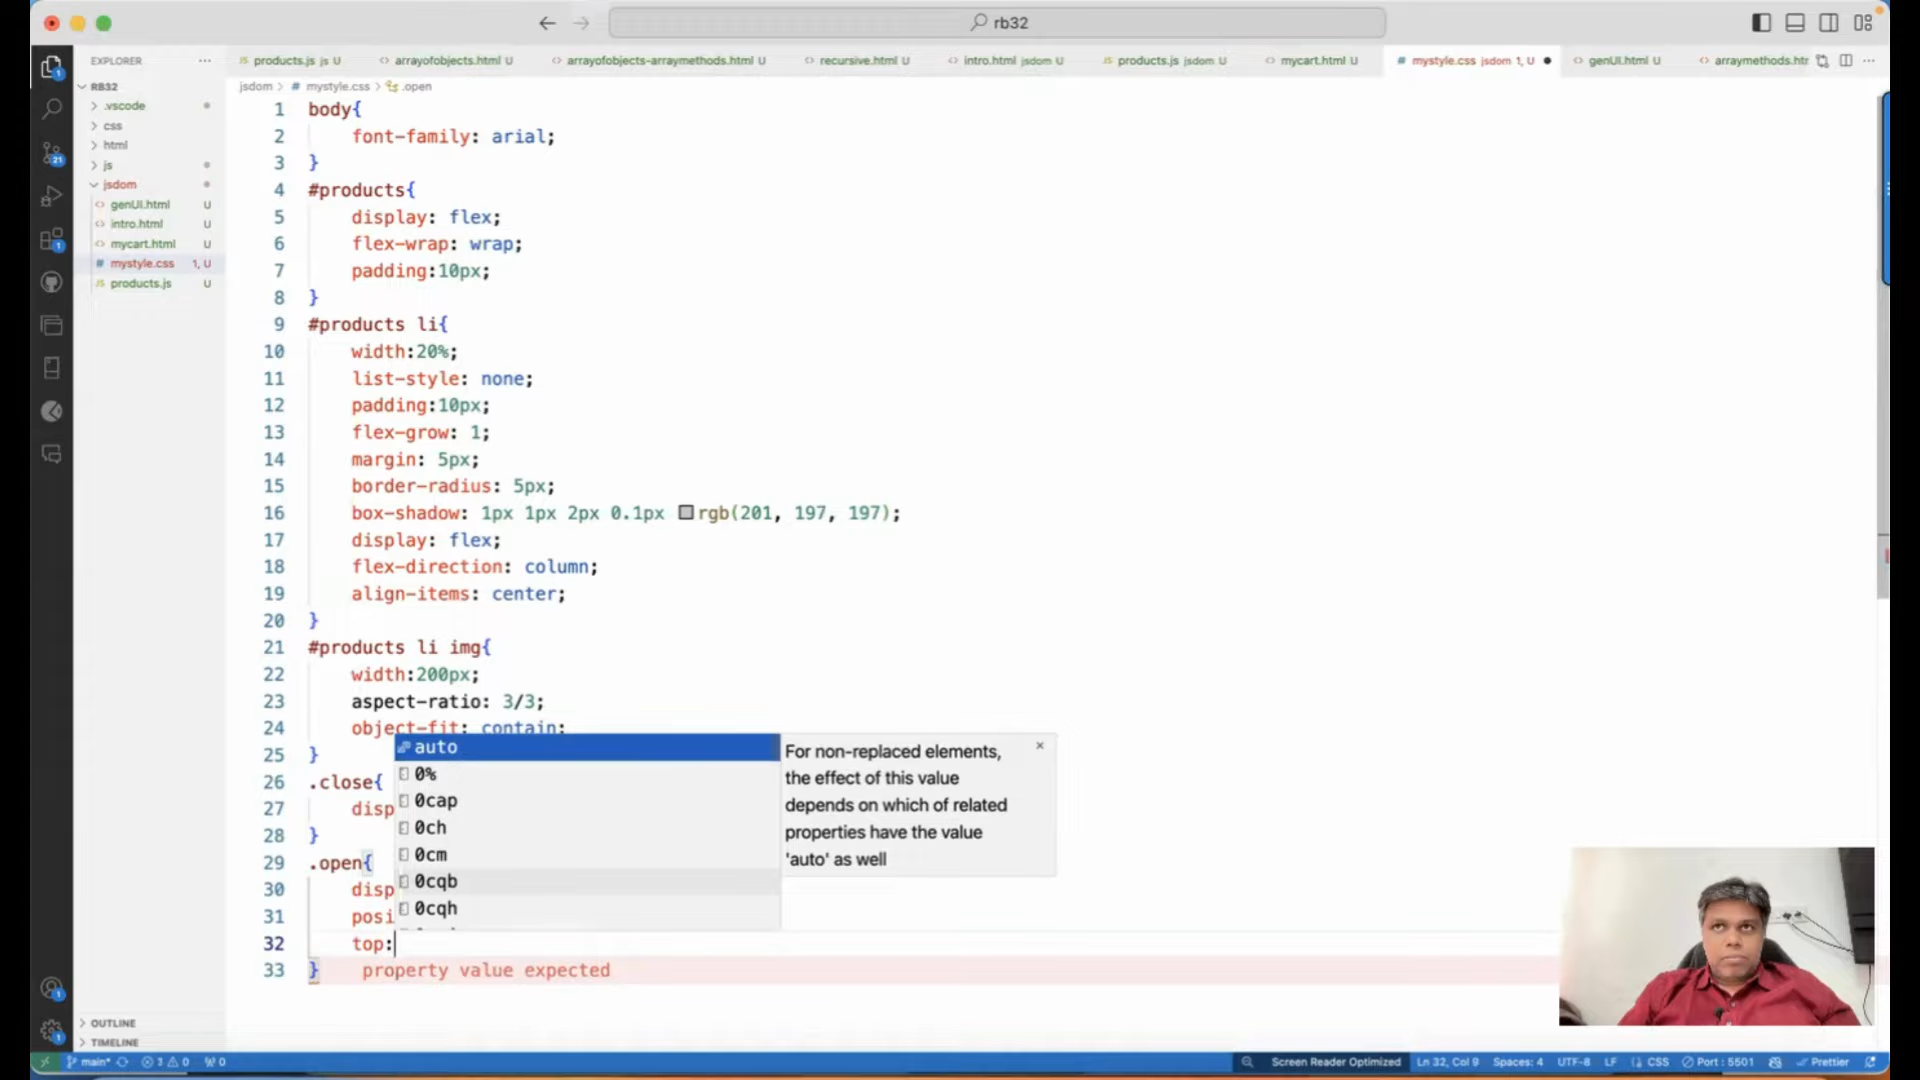 rb32
EXPLORER
products.js js U
arrayofobjects.html U
arrayofobjects-arraymethods.html U
recursive.html U
intro.html jsdom U
products.js jsdom U
mycart.html U
mystyle.css jsdom 1, U
genUI.html U
arraymethods.htr
RB32
.vscode
css
html
js
jsdom
genUI.html U
intro.html U
mycart.html U
mystyle.css 1, U
products.js U
jsdom > # mystyle.css > .open
1 body{
2 font-family: arial;
3 }
4 #products{
5 display: flex;
6 flex-wrap: wrap;
7 padding:10px;
8 }
9 #products li{
10 width:20%;
11 list-style: none;
12 padding:10px;
13 flex-grow: 1;
14 margin: 5px;
15 border-radius: 5px;
16 box-shadow: 1px 1px 2px 0.1px rgb(201, 197, 197);
17 display: flex;
18 flex-direction: column;
19 align-items: center;
20 }
21 #products li img{
22 width:200px;
23 aspect-ratio: 3/3;
24 object-fit: contain;
25 }
26 .close{
27 disp
28 }
29 .open{
30 disp
31 posi
32 top:
33 } property value expected
auto
0%
0cap
0ch
0cm
0cqb
0cqh
For non-replaced elements,
the effect of this value
depends on which of related
properties have the value
'auto' as well
OUTLINE
TIMELINE
main*
3 0
0
Screen Reader Optimized
Ln 32, Col 9
Spaces: 4
UTF-8
LF
CSS
Port : 5501
Prettier
21
1
1
1
1